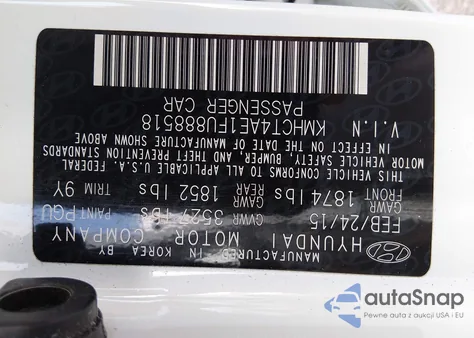 MANUFACTURED IN KOREA BY
HYUNDAI MOTOR COMPANY
FEB/24/15 GVWR 3527 LBS PAINT PGU
GAWR FRONT 1874 lbs GAWR REAR 1852 lbs TRIM 9Y
THIS VEHICLE CONFORMS TO ALL APPLICABLE U.S.A. FEDERAL
MOTOR VEHICLE SAFETY, BUMPER, AND THEFT PREVENTION STANDARDS
IN EFFECT ON THE DATE OF MANUFACTURE SHOWN ABOVE
V.I.N KMHCT4AE1FU888518
PASSENGER CAR
autoSnap
Pewne auta z aukcji USA i EU